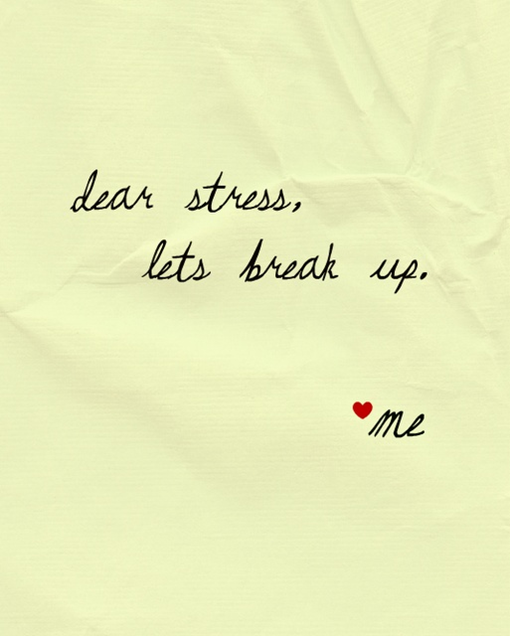 dear stress,
lets break up.
♥me